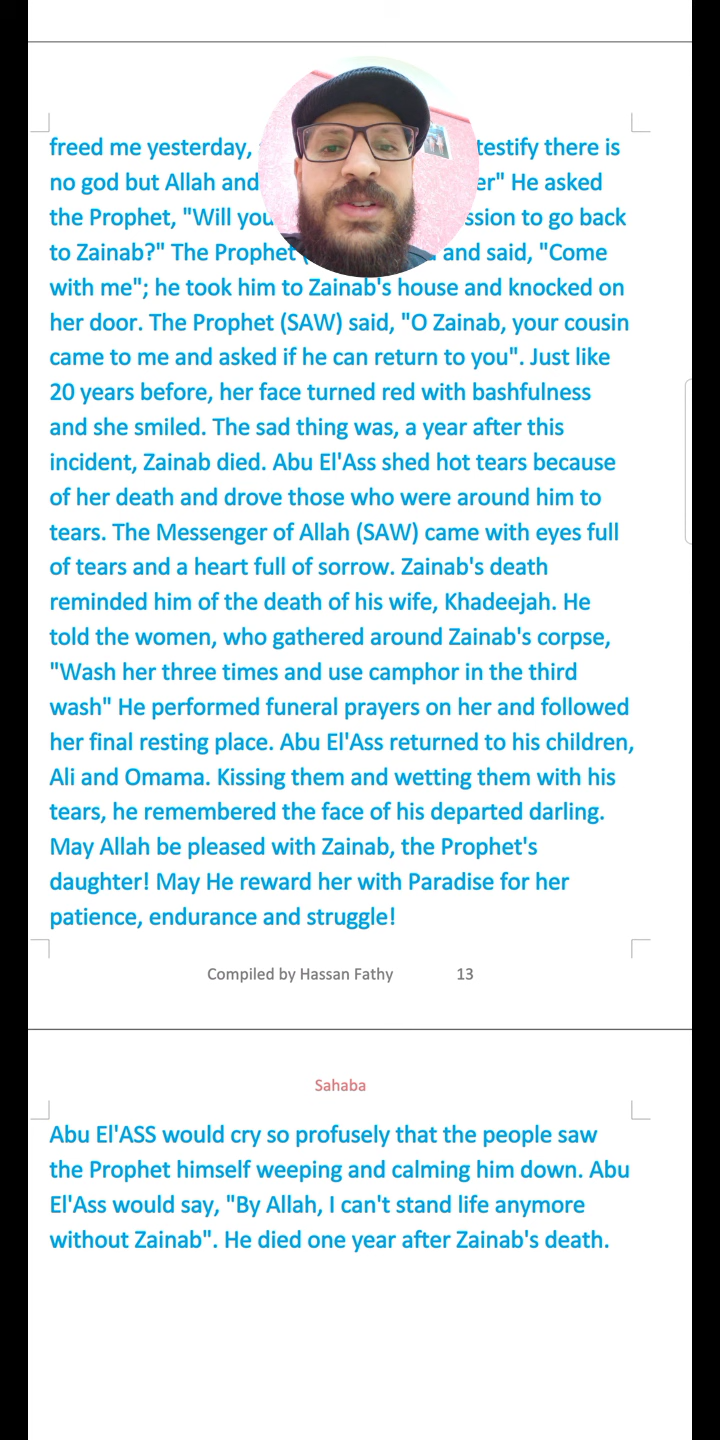 freed me yesterday, testify there is
no god but Allah and er" He asked
the Prophet, "Will you ssion to go back
to Zainab?" The Prophet ( and said, "Come
with me"; he took him to Zainab's house and knocked on
her door. The Prophet (SAW) said, "O Zainab, your cousin
came to me and asked if he can return to you". Just like
20 years before, her face turned red with bashfulness
and she smiled. The sad thing was, a year after this
incident, Zainab died. Abu El'Ass shed hot tears because
of her death and drove those who were around him to
tears. The Messenger of Allah (SAW) came with eyes full
of tears and a heart full of sorrow. Zainab's death
reminded him of the death of his wife, Khadeejah. He
told the women, who gathered around Zainab's corpse,
"Wash her three times and use camphor in the third
wash" He performed funeral prayers on her and followed
her final resting place. Abu El'Ass returned to his children,
Ali and Omama. Kissing them and wetting them with his
tears, he remembered the face of his departed darling.
May Allah be pleased with Zainab, the Prophet's
daughter! May He reward her with Paradise for her
patience, endurance and struggle!
Compiled by Hassan Fathy 13
Sahaba
Abu El'ASS would cry so profusely that the people saw
the Prophet himself weeping and calming him down. Abu
El'Ass would say, "By Allah, I can't stand life anymore
without Zainab". He died one year after Zainab's death.